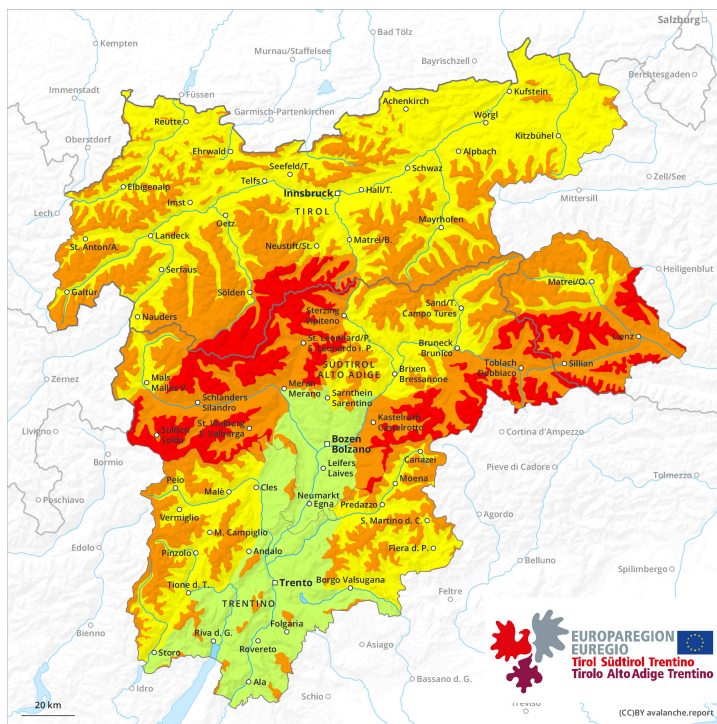 Salzburg
Kempten
Bad Tölz
Murnau/Staffelsee
Bayrischzell
Berchtesgaden
Immenstadt
Füssen
Garmisch-Partenkirchen
Achenkirch
Kufstein
Wörgl
Reutte
Kitzbühel
Oberstdorf
Ehrwald
Seefeld/T.
Alpbach
Schwaz
Telfs
Zell/See
Elbigenalp
Innsbruck
Hall/T.
Mittersill
Imst
TIROL
Lech
Oetz
Mayrhofen
Landeck
St. Anton/A.
Neustift/St.
Matrei/B.
Serfaus
Heiligenblut
Matrei/O.
Galtür
Sölden
Nauders
Sand/T.
Campo Tures
Sterzing
Vipiteno
St. Leonhard/P.
S. Leonardo i. P.
Lienz
Bruneck
Brunico
SÜDTIROL
ALTO ADIGE
Toblach
Dobbiaco
Sillian
Brixen
Bressanone
Zernez
Mals
Malles V.
Meran
Merano
Sarnthein
Sarentino
Schlanders
Silandro
Kastelruth
Castelrotto
St. Walburg
S. Valburga
Livigno
Sulden
Solda
Cortina d'Ampezzo
Bozen
Bolzano
Bormio
Canazei
Pieve di Cadore
Leifers
Laives
Tolmezzo
Peio
Moena
Poschiavo
Malè
Cles
Neumarkt
Egna
Predazzo
Vermiglio
Agordo
S. Martino d. C.
M. Campiglio
Edolo
Pinzolo
Andalo
Fiera d. P.
Belluno
Spilimbergo
Trento
Tione d. T.
Borgo Valsugana
Feltre
TRENTINO
Folgaria
Bienno
Riva d. G.
Rovereto
Asiago
Storo
Bassano d. G.
Ala
Idro
Schio
Treviso
20 km
EUROPAREGION
EUREGIO
Tirol Südtirol Trentino
Tirolo Alto Adige Trentino
(CC)BY avalanche.report